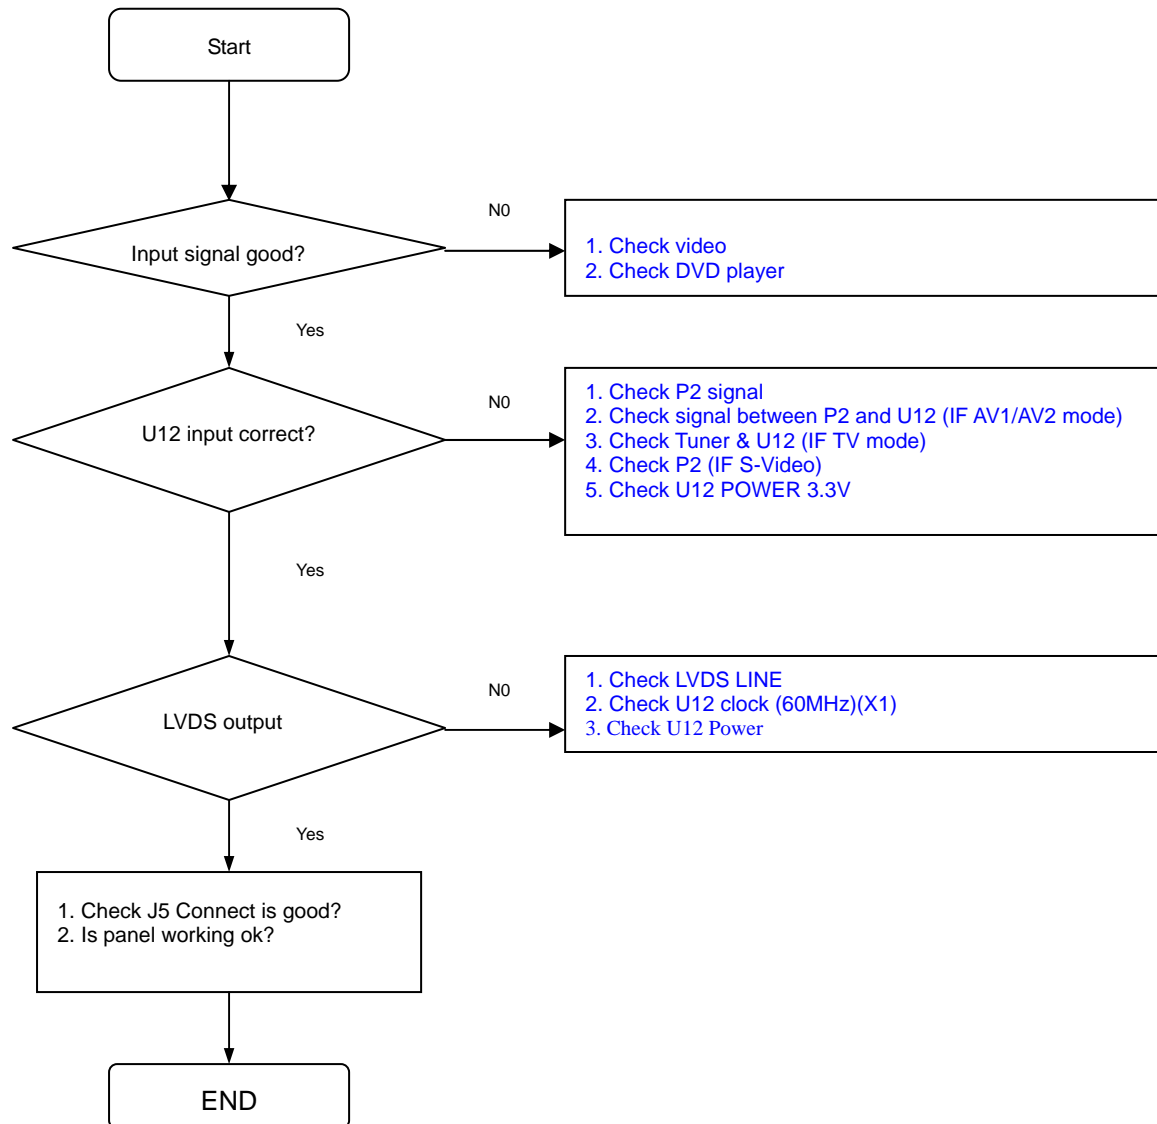 Start
Input signal good?
N0
1. Check video
2. Check DVD player
Yes
U12 input correct?
N0
1. Check P2 signal
2. Check signal between P2 and U12 (IF AV1/AV2 mode)
3. Check Tuner & U12 (IF TV mode)
4. Check P2 (IF S-Video)
5. Check U12 POWER 3.3V
Yes
LVDS output
N0
1. Check LVDS LINE
2. Check U12 clock (60MHz)(X1)
3. Check U12 Power
Yes
1. Check J5 Connect is good?
2. Is panel working ok?
END